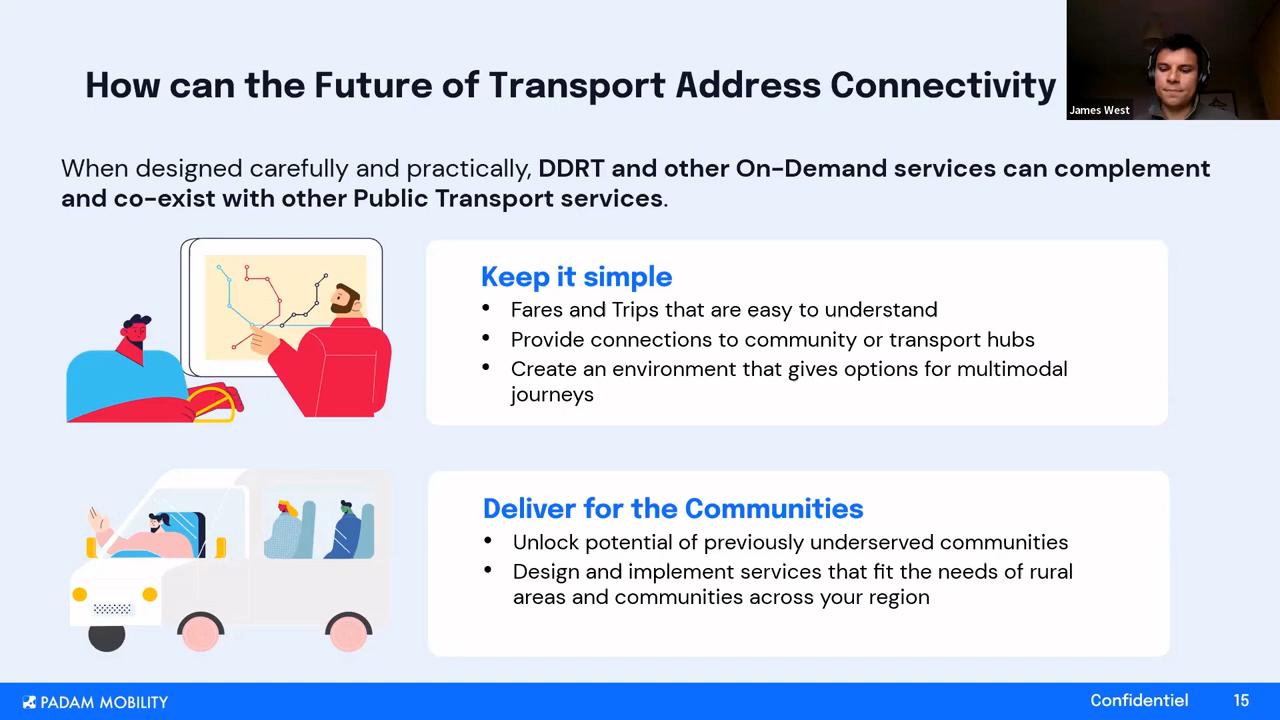 How can the Future of Transport Address Connectivity
James West
When designed carefully and practically, DDRT and other On-Demand services can complement
and co-exist with other Public Transport services.
Keep it simple
• Fares and Trips that are easy to understand
• Provide connections to community or transport hubs
• Create an environment that gives options for multimodal
journeys
Deliver for the Communities
• Unlock potential of previously underserved communities
• Design and implement services that fit the needs of rural
areas and communities across your region
PADAM MOBILITY
Confidentiel 15